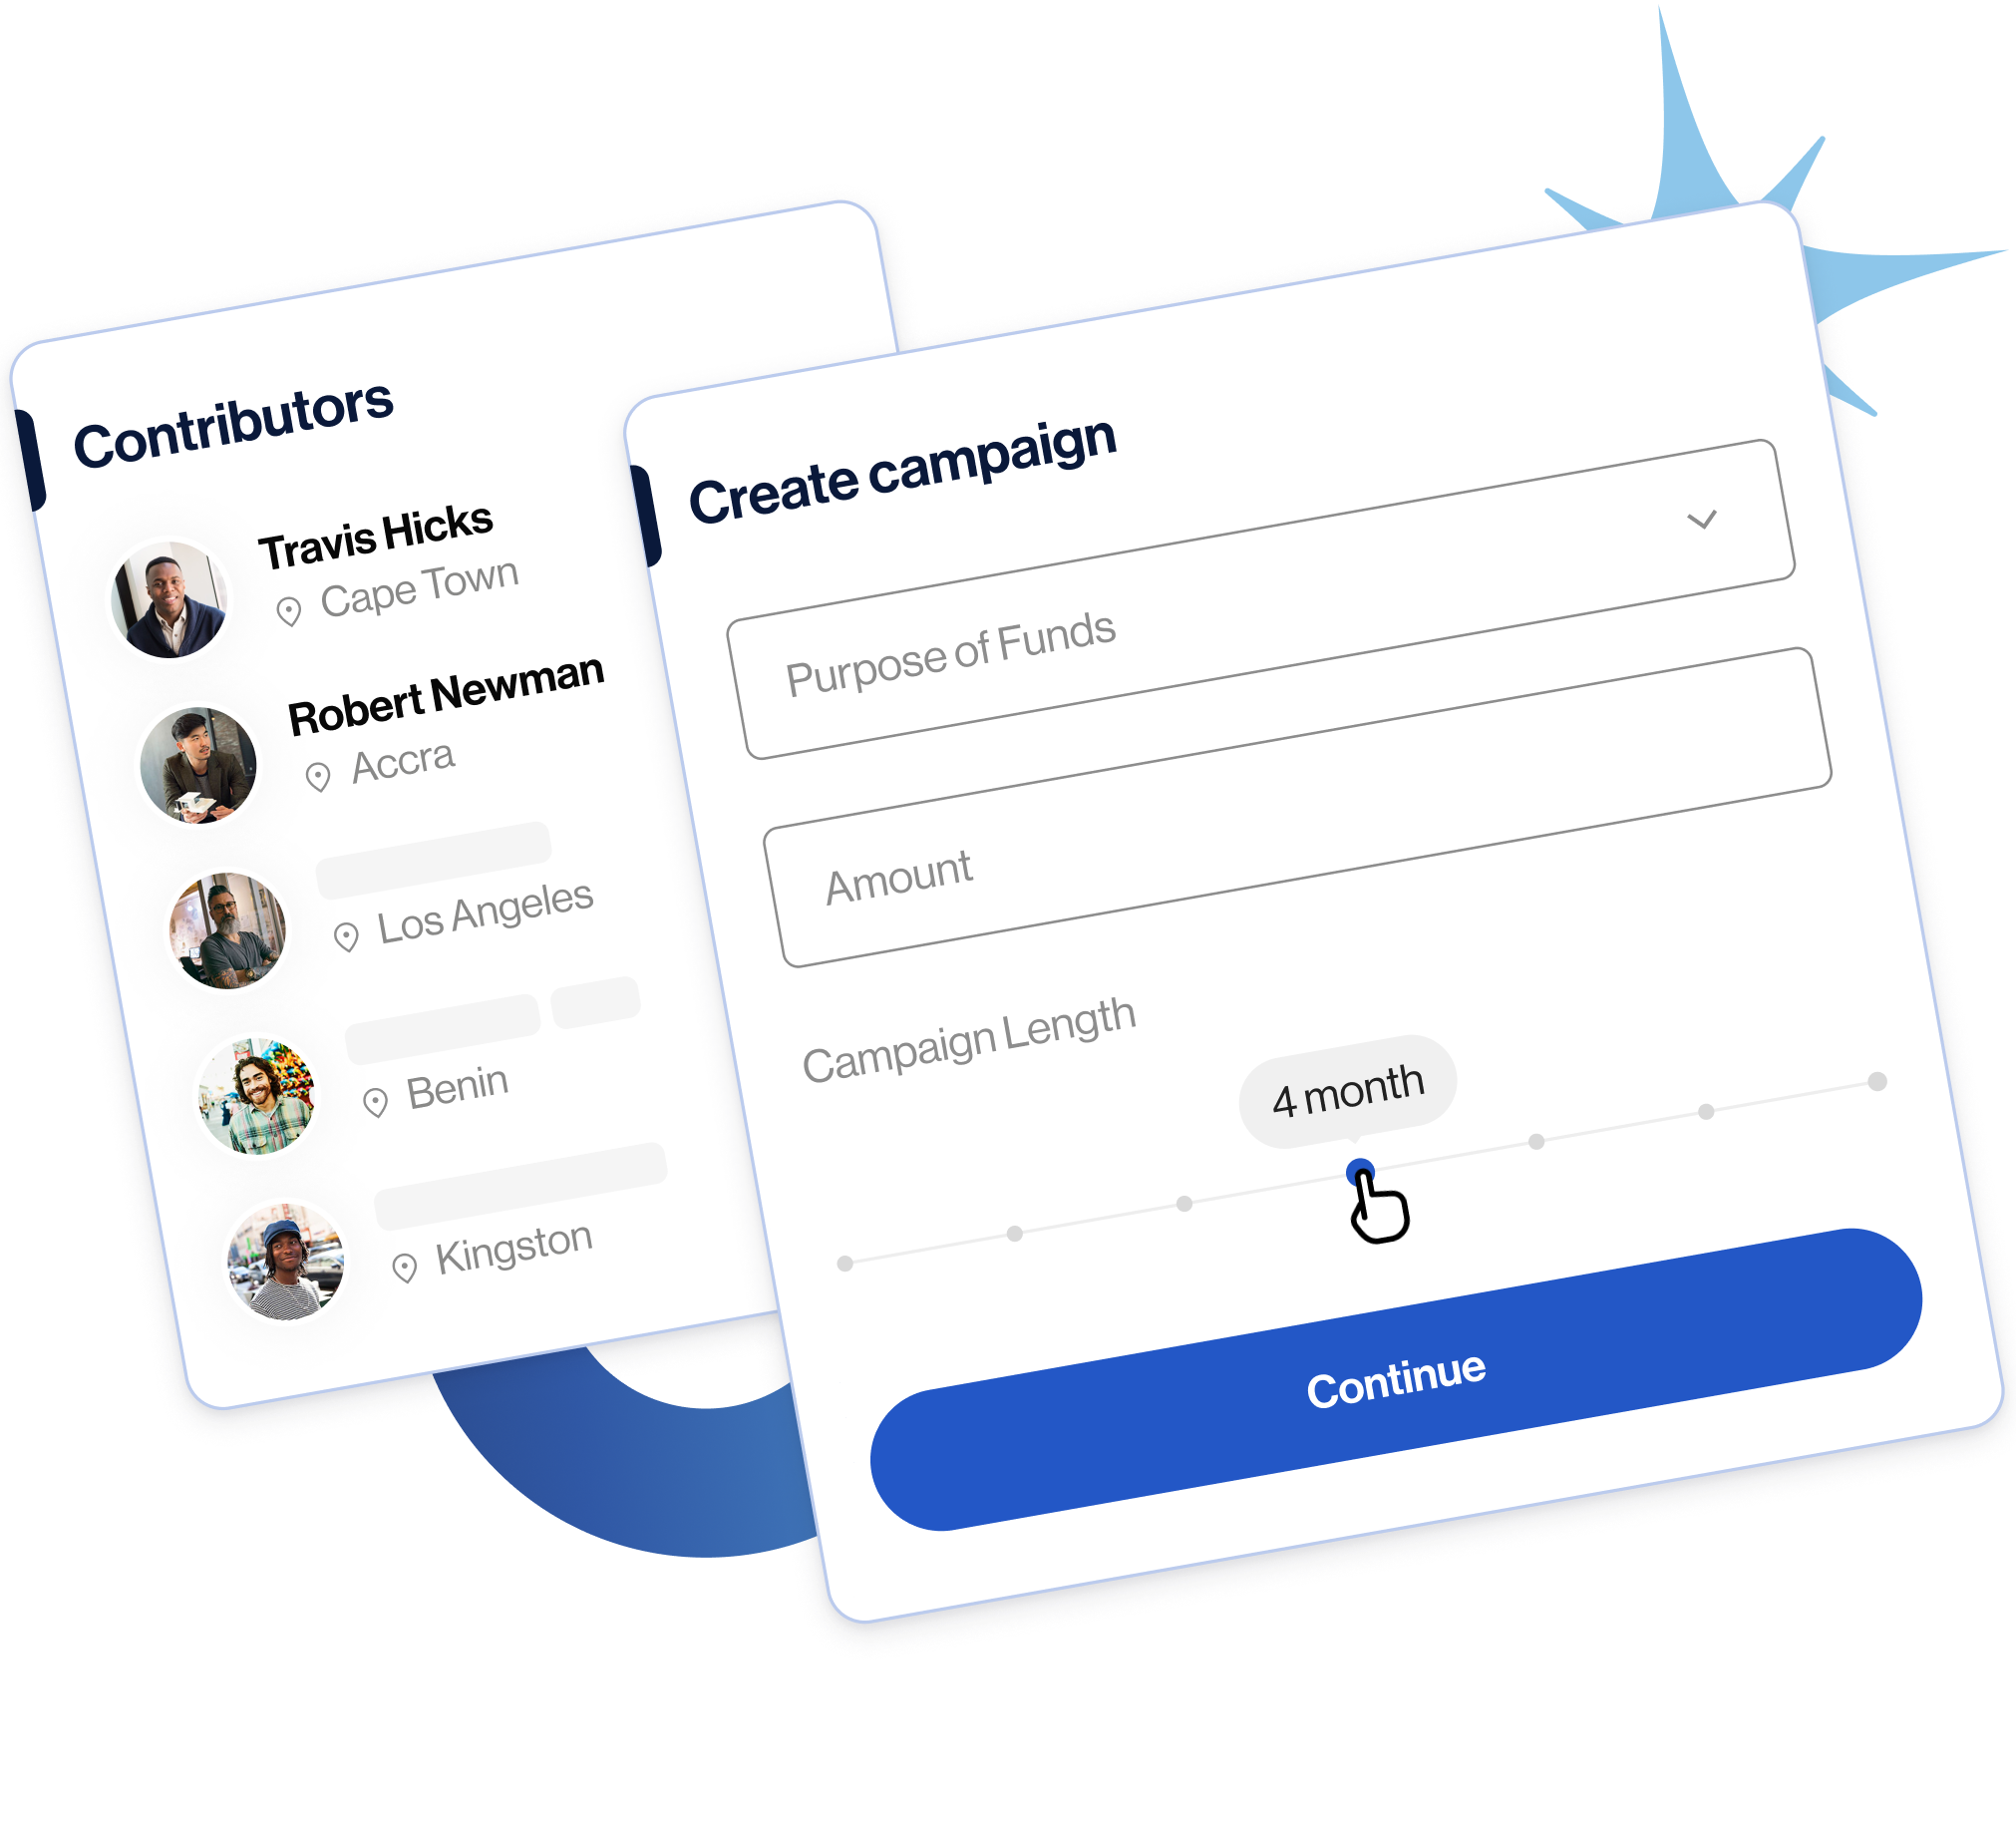 Contributors
Travis Hicks
Cape Town
Robert Newman
Accra
Los Angeles
Benin
Kingston
Create campaign
Purpose of Funds
Amount
Campaign Length
4 month
Continue